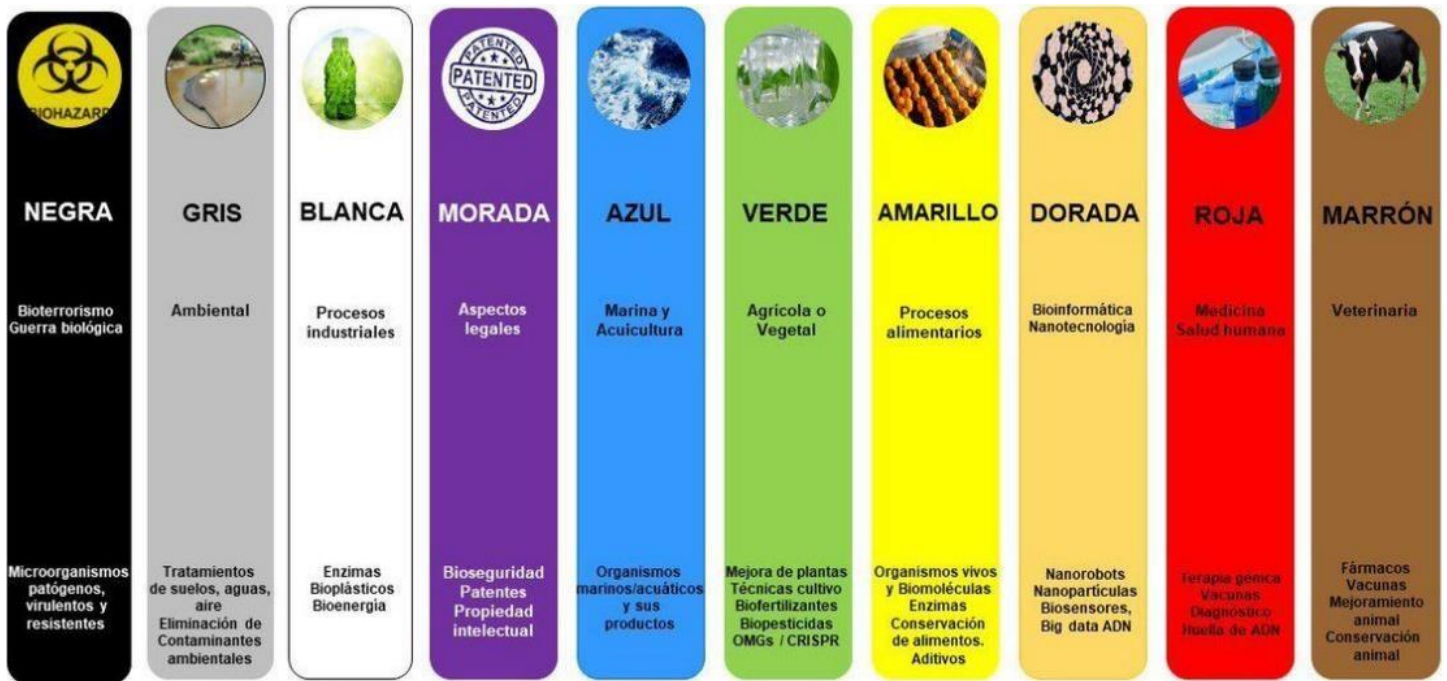 BIOHAZARD
NEGRA
Bioterrorismo
Guerra biológica
Microorganismos
patógenos,
virulentos y
resistentes
GRIS
Ambiental
Tratamientos
de suelos, aguas,
aire
Eliminación de
Contaminantes
ambientales
BLANCA
Procesos
industriales
Enzimas
Bioplásticos
Bioenergía
PATENTED
PATENTED
PATENTED
MORADA
Aspectos
legales
Bioseguridad
Patentes
Propiedad
intelectual
AZUL
Marina y
Acuicultura
Organismos
marinos/acuáticos
y sus
productos
VERDE
Agrícola o
Vegetal
Mejora de plantas
Técnicas cultivo
Biofertilizantes
Biopesticidas
OMGs / CRISPR
AMARILLO
Procesos
alimentarios
Organismos vivos
y Biomoléculas
Enzimas
Conservación
de alimentos.
Aditivos
DORADA
Bioinformática
Nanotecnología
Nanorobots
Nanopartículas
Biosensores,
Big data ADN
ROJA
Medicina
Salud humana
Terapia génica
Vacunas
Diagnóstico
Huella de ADN
MARRÓN
Veterinaria
Fármacos
Vacunas
Mejoramiento
animal
Conservación
animal